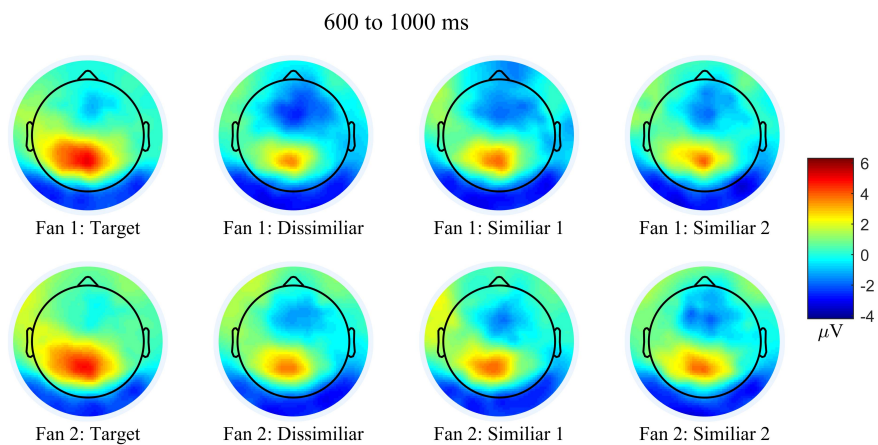 600 to 1000 ms
Fan 1: Target
Fan 1: Dissimiliar
Fan 1: Similiar 1
Fan 1: Similiar 2
6
4
2
0
-2
-4
μV
Fan 2: Target
Fan 2: Dissimiliar
Fan 2: Similiar 1
Fan 2: Similiar 2